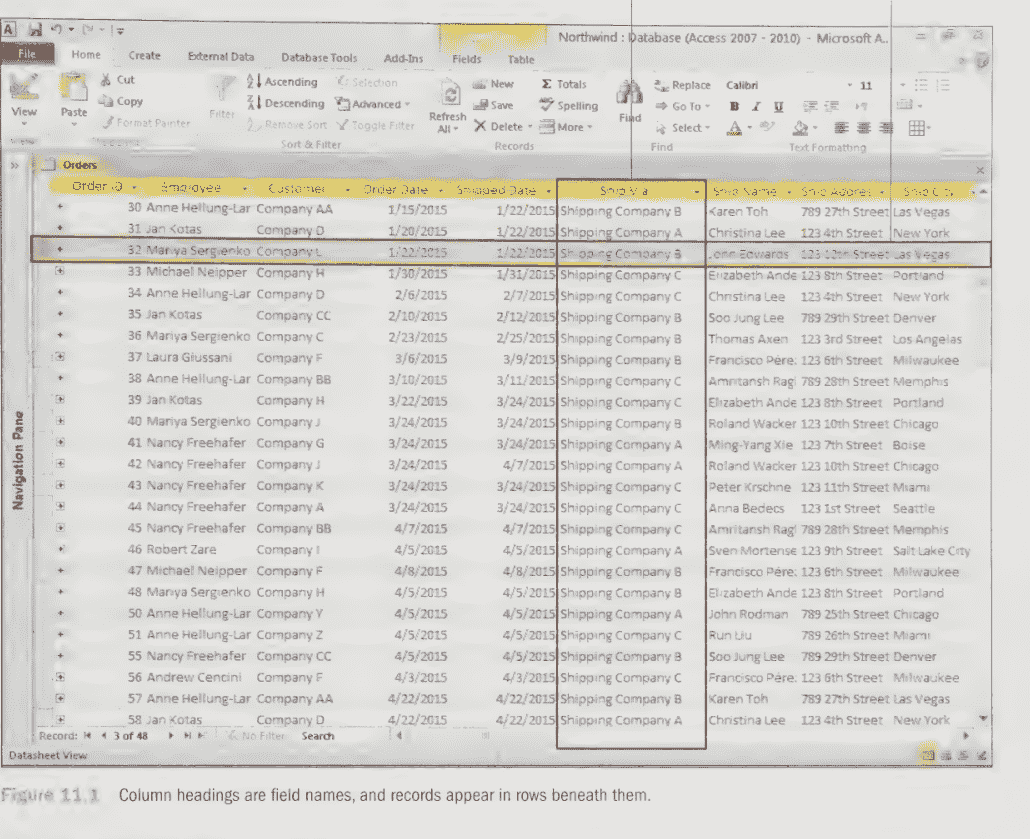 Northwind : Database (Access 2007 - 2010) - Microsoft A..
File Home Create External Data Database Tools Add-Ins Fields Table
View Paste Cut Copy Format Painter
Filter Ascending Descending Remove Sort Selection Advanced Toggle Filter
Sort & Filter
Refresh All New Save Delete Σ Totals Spelling More
Records
Find Replace Go To Select
Find
Calibri 11
B I U A
Text Formatting
Orders
Order ID Employee Customer Order Date Shipped Date Ship Via Ship Name Ship Address Ship City
30 Anne Hellung-Lar Company AA 1/15/2015 1/22/2015 Shipping Company B Karen Toh 789 27th Street Las Vegas
31 Jan Kotas Company D 1/20/2015 1/22/2015 Shipping Company A Christina Lee 123 4th Street New York
32 Mariya Sergienko Company L 1/22/2015 1/22/2015 Shipping Company B John Edwards 123 12th Street Las Vegas
33 Michael Neipper Company H 1/30/2015 1/31/2015 Shipping Company C Elizabeth Ande 123 8th Street Portland
34 Anne Hellung-Lar Company D 2/6/2015 2/7/2015 Shipping Company C Christina Lee 123 4th Street New York
35 Jan Kotas Company CC 2/10/2015 2/12/2015 Shipping Company B Soo Jung Lee 789 29th Street Denver
36 Mariya Sergienko Company C 2/23/2015 2/25/2015 Shipping Company B Thomas Axen 123 3rd Street Los Angelas
37 Laura Giussani Company F 3/6/2015 3/9/2015 Shipping Company B Francisco Pére: 123 6th Street Milwaukee
38 Anne Hellung-Lar Company BB 3/10/2015 3/11/2015 Shipping Company C Amritansh Ragl 789 28th Street Memphis
39 Jan Kotas Company H 3/22/2015 3/24/2015 Shipping Company C Elizabeth Ande 123 8th Street Portland
40 Mariya Sergienko Company J 3/24/2015 3/24/2015 Shipping Company B Roland Wacker 123 10th Street Chicago
41 Nancy Freehafer Company G 3/24/2015 3/24/2015 Shipping Company A Ming-Yang Xie 123 7th Street Boise
42 Nancy Freehafer Company J 3/24/2015 4/7/2015 Shipping Company A Roland Wacker 123 10th Street Chicago
43 Nancy Freehafer Company K 3/24/2015 3/24/2015 Shipping Company C Peter Krschne 123 11th Street Miami
44 Nancy Freehafer Company A 3/24/2015 3/24/2015 Shipping Company C Anna Bedecs 123 1st Street Seattle
45 Nancy Freehafer Company BB 4/7/2015 4/7/2015 Shipping Company C Amritansh Ragl 789 28th Street Memphis
46 Robert Zare Company I 4/5/2015 4/5/2015 Shipping Company A Sven Mortense 123 9th Street Salt Lake City
47 Michael Neipper Company F 4/8/2015 4/8/2015 Shipping Company B Francisco Pére: 123 6th Street Milwaukee
48 Mariya Sergienko Company H 4/5/2015 4/5/2015 Shipping Company B Elizabeth Ande 123 8th Street Portland
50 Anne Hellung-Lar Company Y 4/5/2015 4/5/2015 Shipping Company A John Rodman 789 25th Street Chicago
51 Anne Hellung-Lar Company Z 4/5/2015 4/5/2015 Shipping Company C Run Liu 789 26th Street Miami
55 Nancy Freehafer Company CC 4/5/2015 4/5/2015 Shipping Company B Soo Jung Lee 789 29th Street Denver
56 Andrew Cencini Company F 4/3/2015 4/3/2015 Shipping Company C Francisco Pére: 123 6th Street Milwaukee
57 Anne Hellung-Lar Company AA 4/22/2015 4/22/2015 Shipping Company B Karen Toh 789 27th Street Las Vegas
58 Jan Kotas Company D 4/22/2015 4/22/2015 Shipping Company A Christina Lee 123 4th Street New York
Navigation Pane
Record: 3 of 48 No Filter Search
Datasheet View
Figure 11.1 Column headings are field names, and records appear in rows beneath them.